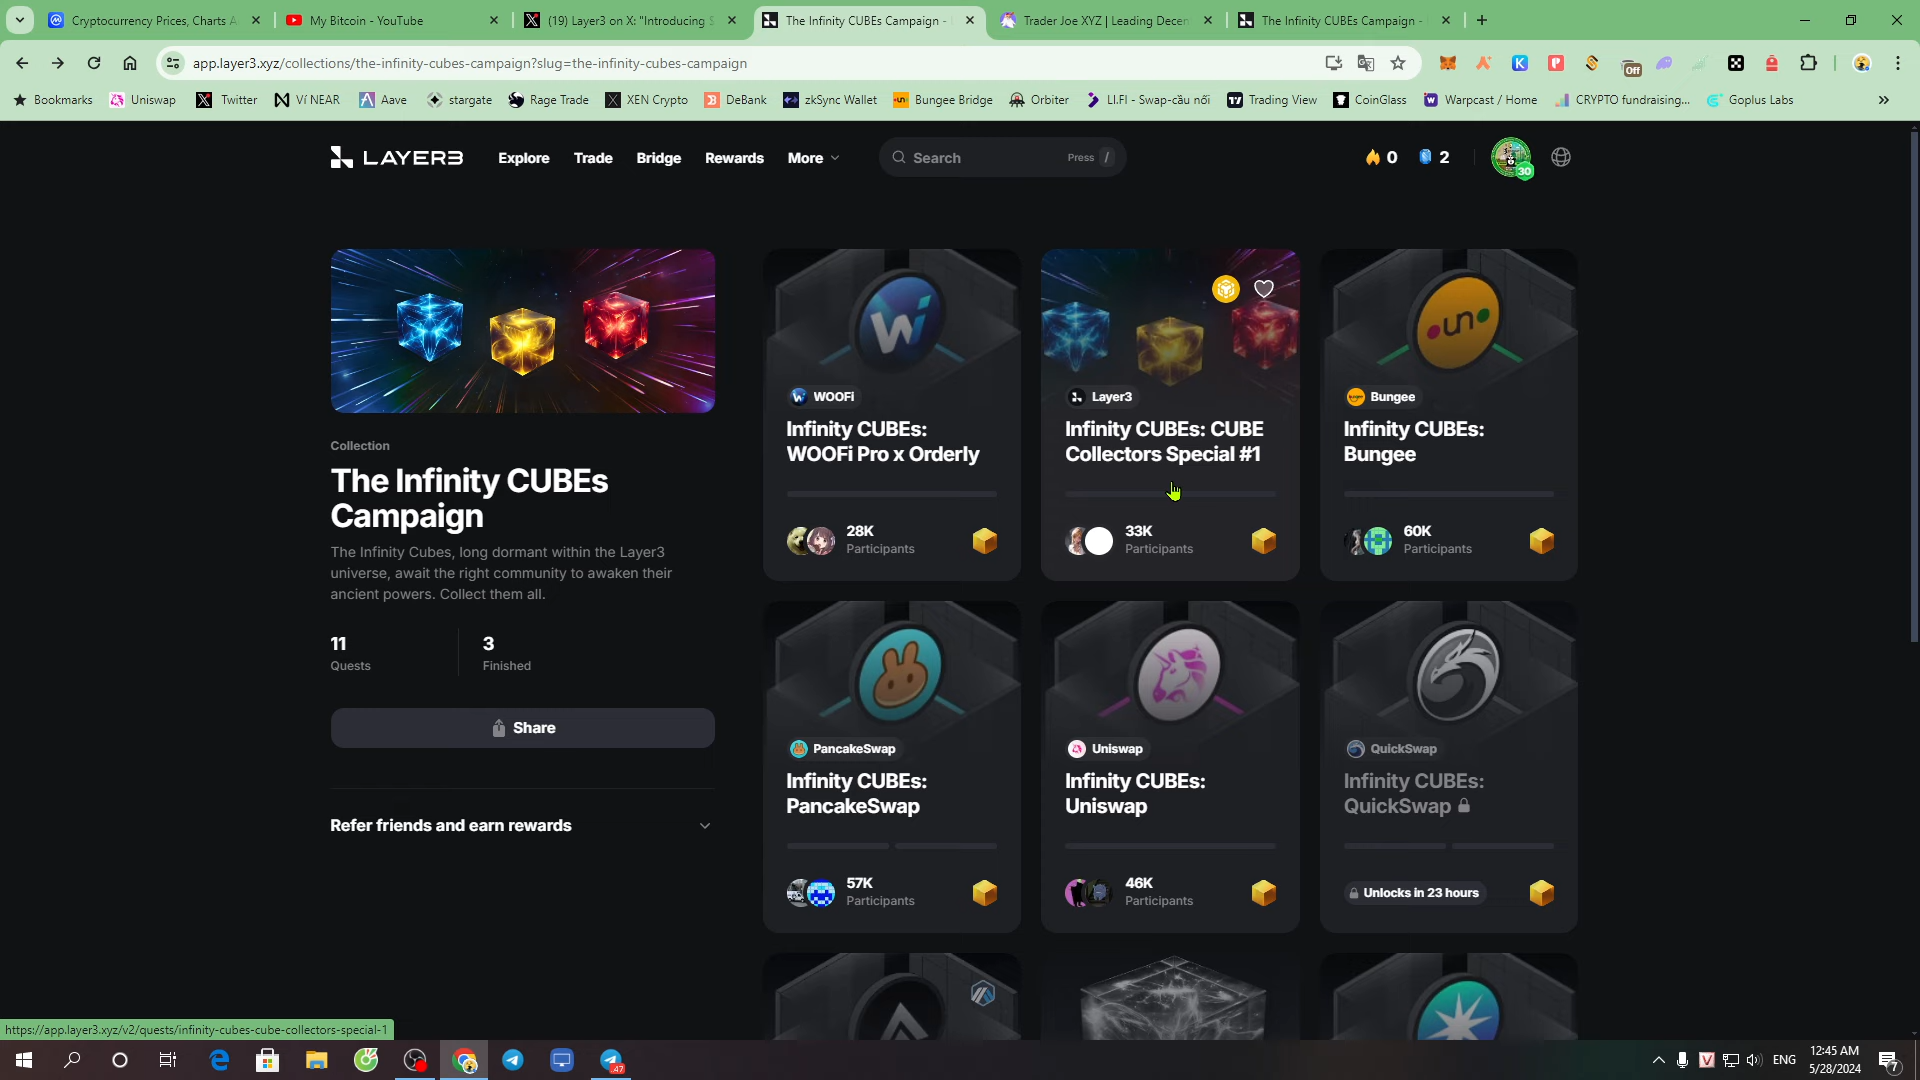 Cryptocurrency Prices, Charts A
My Bitcoin - YouTube
(19) Layer3 on X: "Introducing S
The Infinity CUBEs Campaign -
Trader Joe XYZ | Leading Decen
The Infinity CUBEs Campaign -
app.layer3.xyz/collections/the-infinity-cubes-campaign?slug=the-infinity-cubes-campaign
Off
Bookmarks
Uniswap
Twitter
Ví NEAR
Aave
stargate
Rage Trade
XEN Crypto
DeBank
zkSync Wallet
Bungee Bridge
Orbiter
LI.FI - Swap-cầu nối
Trading View
CoinGlass
Warpcast / Home
CRYPTO fundraising...
Goplus Labs
LAYER3
Explore
Trade
Bridge
Rewards
More
Search
Press /
0
2
30
Collection
The Infinity CUBEs
Campaign
The Infinity Cubes, long dormant within the Layer3
universe, await the right community to awaken their
ancient powers. Collect them all.
11
Quests
3
Finished
Share
Refer friends and earn rewards
WOOFi
Infinity CUBEs:
WOOFi Pro x Orderly
28K
Participants
Layer3
Infinity CUBEs: CUBE
Collectors Special #1
33K
Participants
un
Bungee
Infinity CUBEs:
Bungee
60K
Participants
PancakeSwap
Infinity CUBEs:
PancakeSwap
57K
Participants
Uniswap
Infinity CUBEs:
Uniswap
46K
Participants
QuickSwap
Infinity CUBEs:
QuickSwap
Unlocks in 23 hours
https://app.layer3.xyz/v2/quests/infinity-cubes-cube-collectors-special-1
47
ENG
12:45 AM
5/28/2024
7